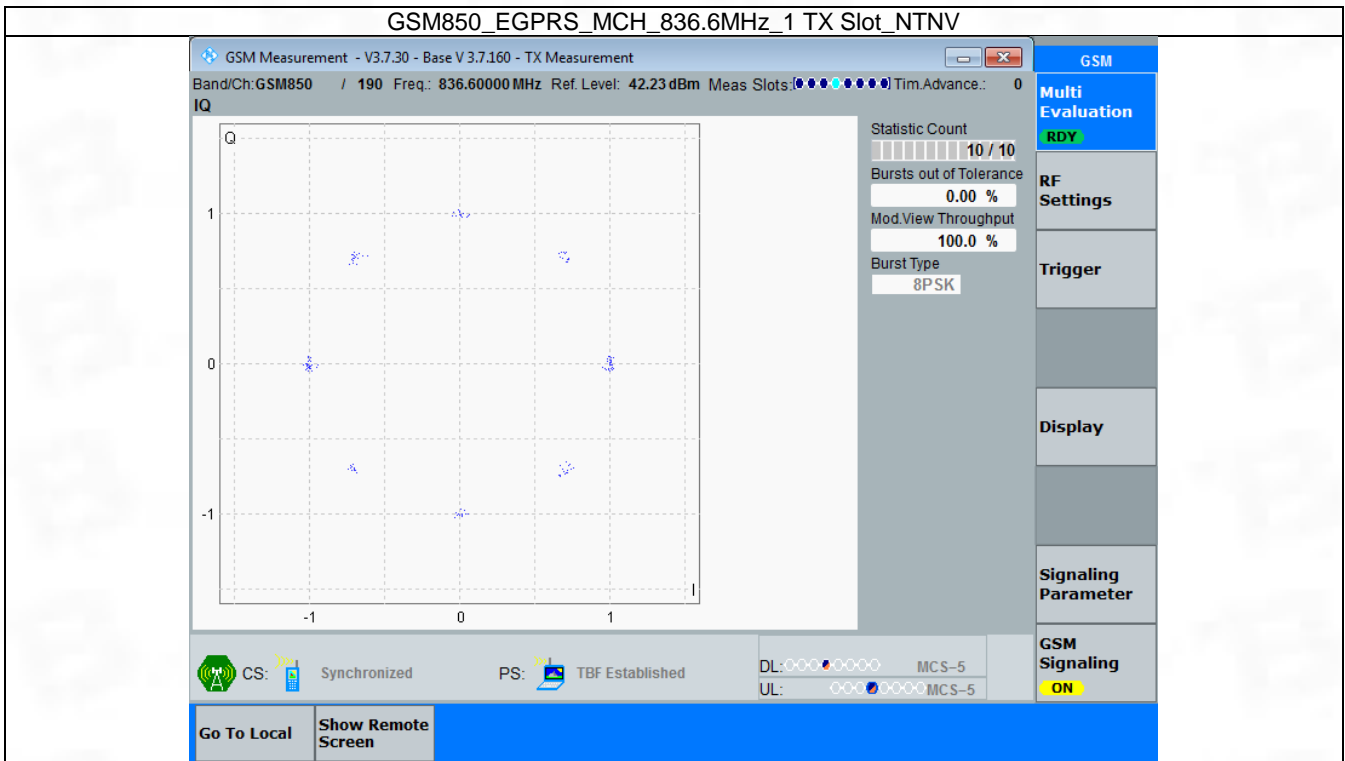 GSM850_EGPRS_MCH_836.6MHz_1 TX Slot_NTNV
GSM Measurement - V3.7.30 - Base V 3.7.160 - TX Measurement
GSM
Band/Ch: GSM850 / 190 Freq.: 836.60000 MHz Ref. Level: 42.23 dBm Meas Slots: Tim.Advance.: 0
IQ
Multi
Evaluation
RDY
Q
1
0
-1
I
-1 0 1
Statistic Count
10 / 10
Bursts out of Tolerance
0.00 %
Mod.View Throughput
100.0 %
Burst Type
8PSK
RF
Settings
Trigger
Display
Signaling
Parameter
GSM
Signaling
ON
CS: Synchronized PS: TBF Established
DL: MCS-5
UL: MCS-5
Go To Local
Show Remote
Screen